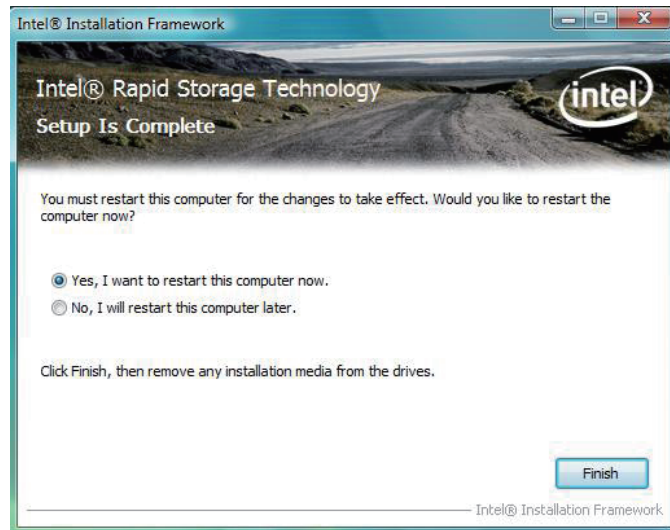 Intel® Installation Framework
Intel® Rapid Storage Technology
Setup Is Complete
intel
You must restart this computer for the changes to take effect. Would you like to restart the
computer now?
Yes, I want to restart this computer now.
No, I will restart this computer later.
Click Finish, then remove any installation media from the drives.
Finish
Intel® Installation Framework